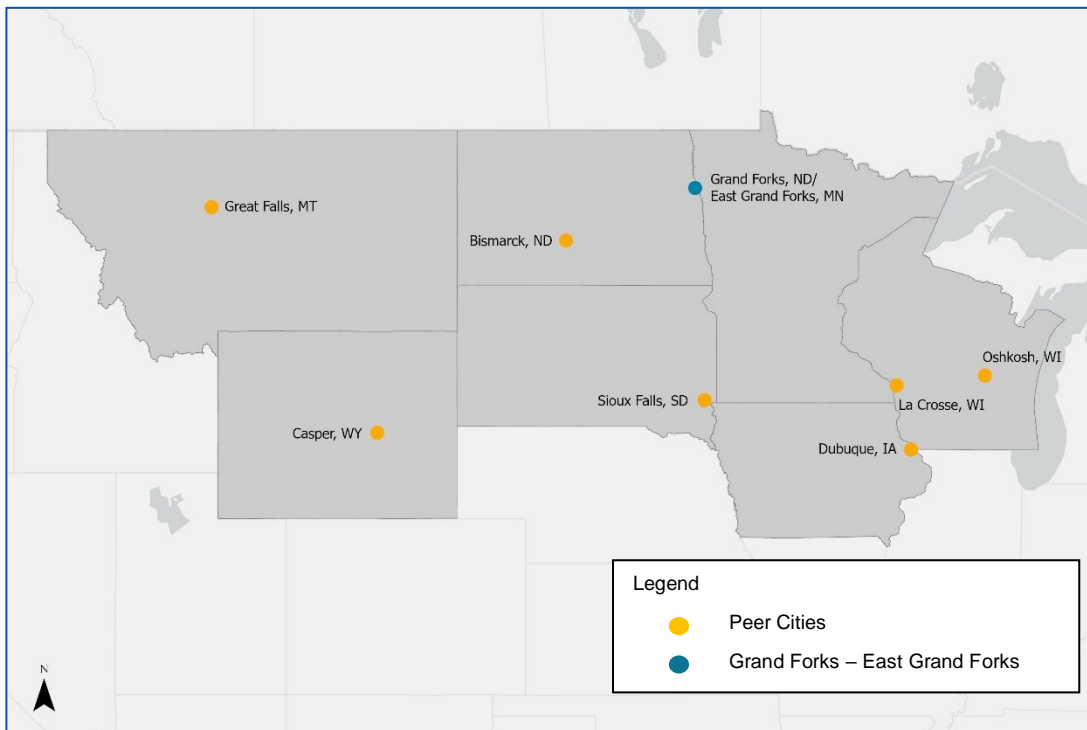 Grand Forks, ND/
East Grand Forks, MN
Great Falls, MT
Bismarck, ND
Oshkosh, WI
Sioux Falls, SD
La Crosse, WI
Casper, WY
Dubuque, IA
Legend
Peer Cities
Grand Forks – East Grand Forks
N